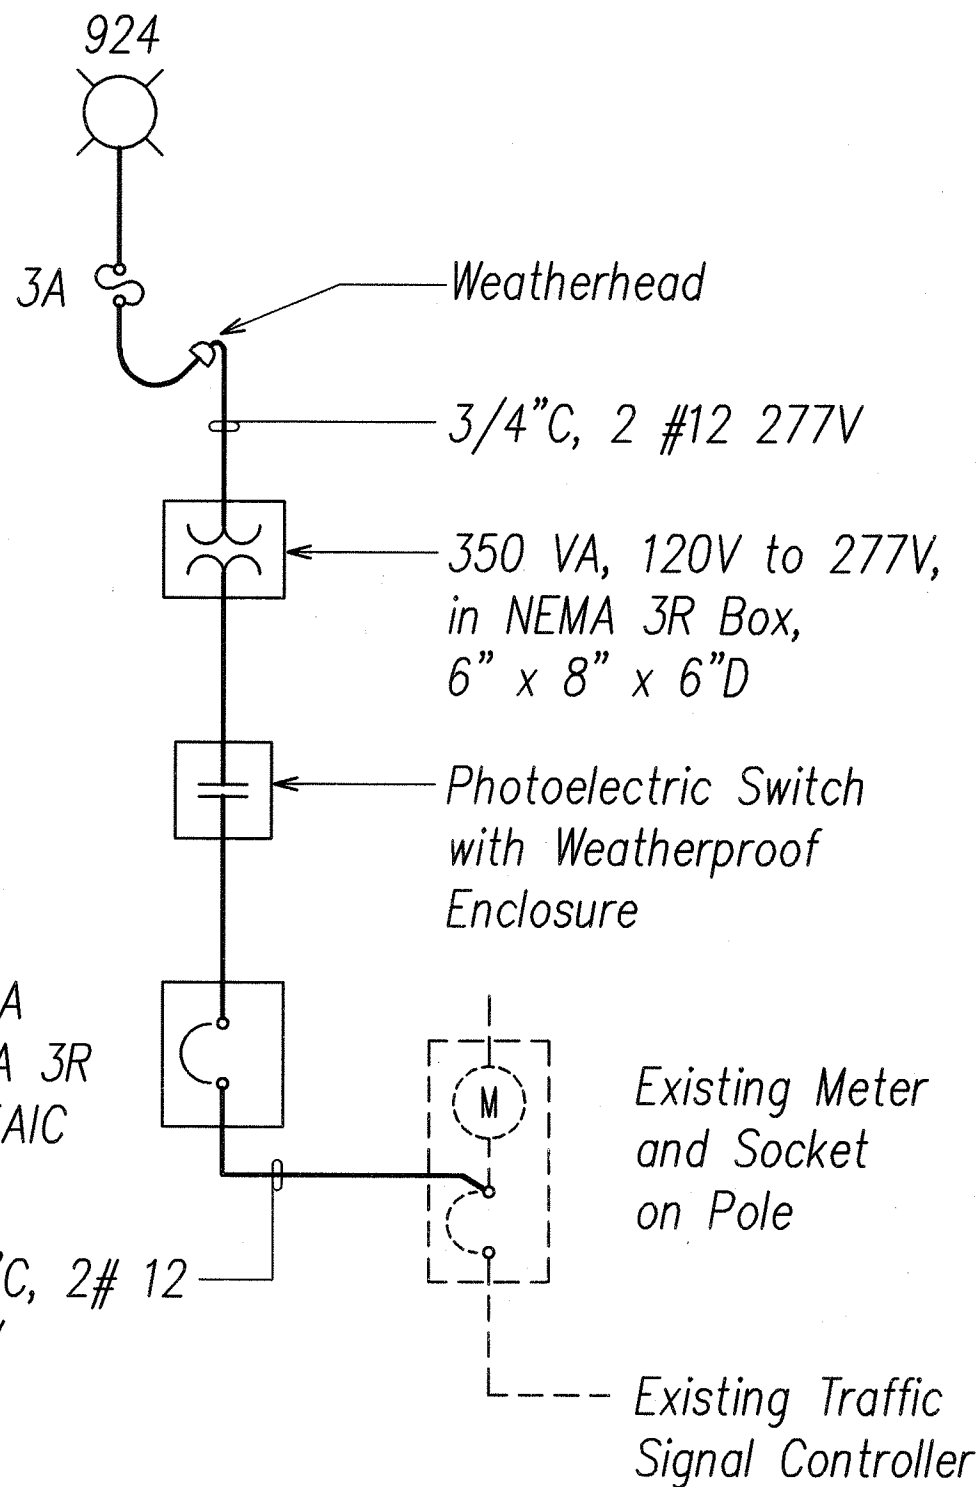 924
3A
Weatherhead
3/4"C, 2 #12 277V
350 VA, 120V to 277V,
in NEMA 3R Box,
6" x 8" x 6"D
Photoelectric Switch
with Weatherproof
Enclosure
A
A 3R
AIC
M
Existing Meter
and Socket
on Pole
"C, 2# 12
Existing Traffic
Signal Controller